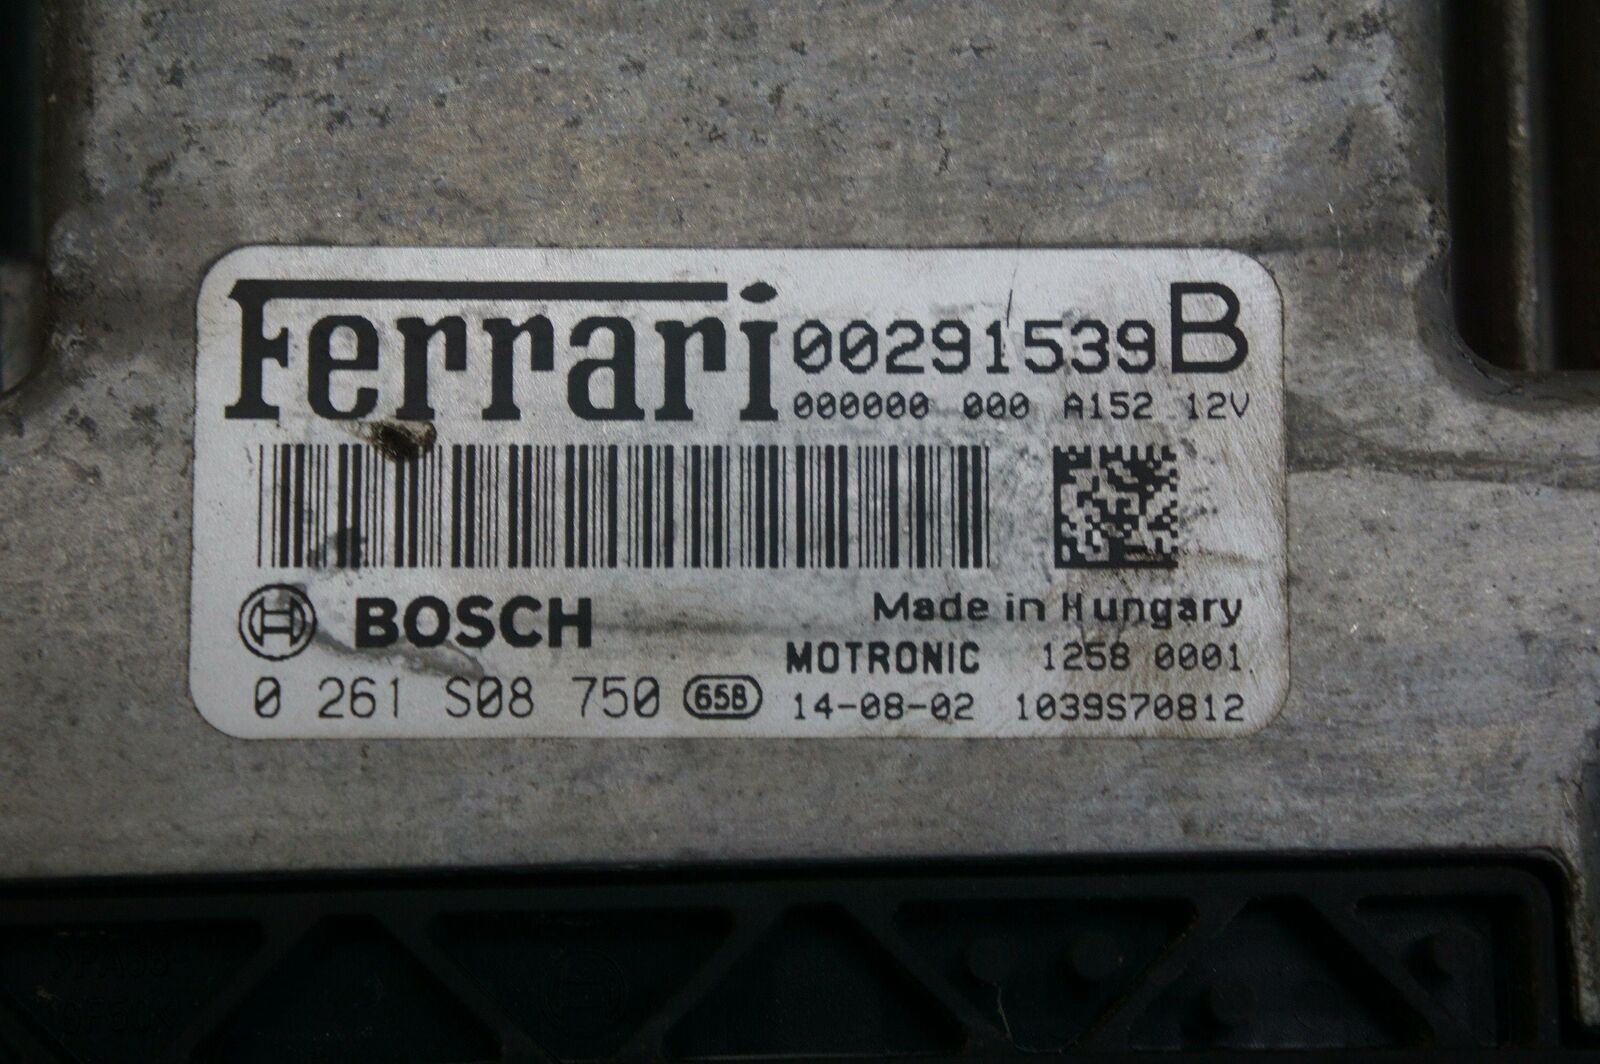 Ferrari 00291539 B
000000 000 A152 12V
BOSCH
Made in Hungary
MOTRONIC 1258 0001
0 261 S08 750 658 14-08-02 1039S70812